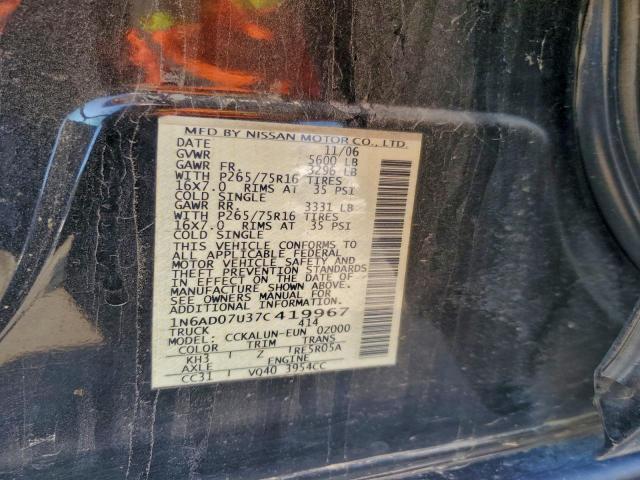 MFD BY NISSAN MOTOR CO., LTD.
DATE 11/06
GVWR 5600 LB
GAWR FR. 3296 LB
WITH P265/75R16 TIRES
16X7.0 RIMS AT 35 PSI
COLD SINGLE
GAWR RR. 3331 LB
WITH P265/75R16 TIRES
16X7.0 RIMS AT 35 PSI
COLD SINGLE
THIS VEHICLE CONFORMS TO
ALL APPLICABLE FEDERAL
MOTOR VEHICLE SAFETY AND
THEFT PREVENTION STANDARDS
IN EFFECT ON THE DATE OF
MANUFACTURE SHOWN ABOVE.
SEE OWNERS MANUAL FOR
ADDITIONAL INFORMATION.
1N6AD07U37C419967
TRUCK 414
MODEL: CCKALUN-EUN 0Z000
COLOR TRIM TRANS
KH3 Z TRE5R05A
AXLE ENGINE
CC31 VQ40 3954CC